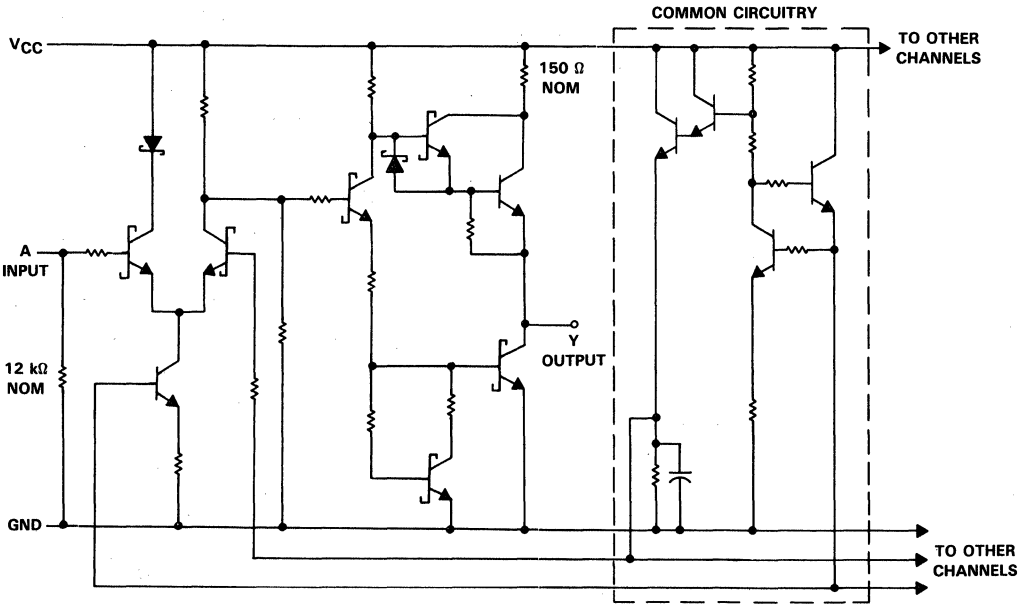 COMMON CIRCUITRY
VCC
TO OTHER
CHANNELS
150 Ω
NOM
A
INPUT
Y
OUTPUT
12 kΩ
NOM
GND
TO OTHER
CHANNELS